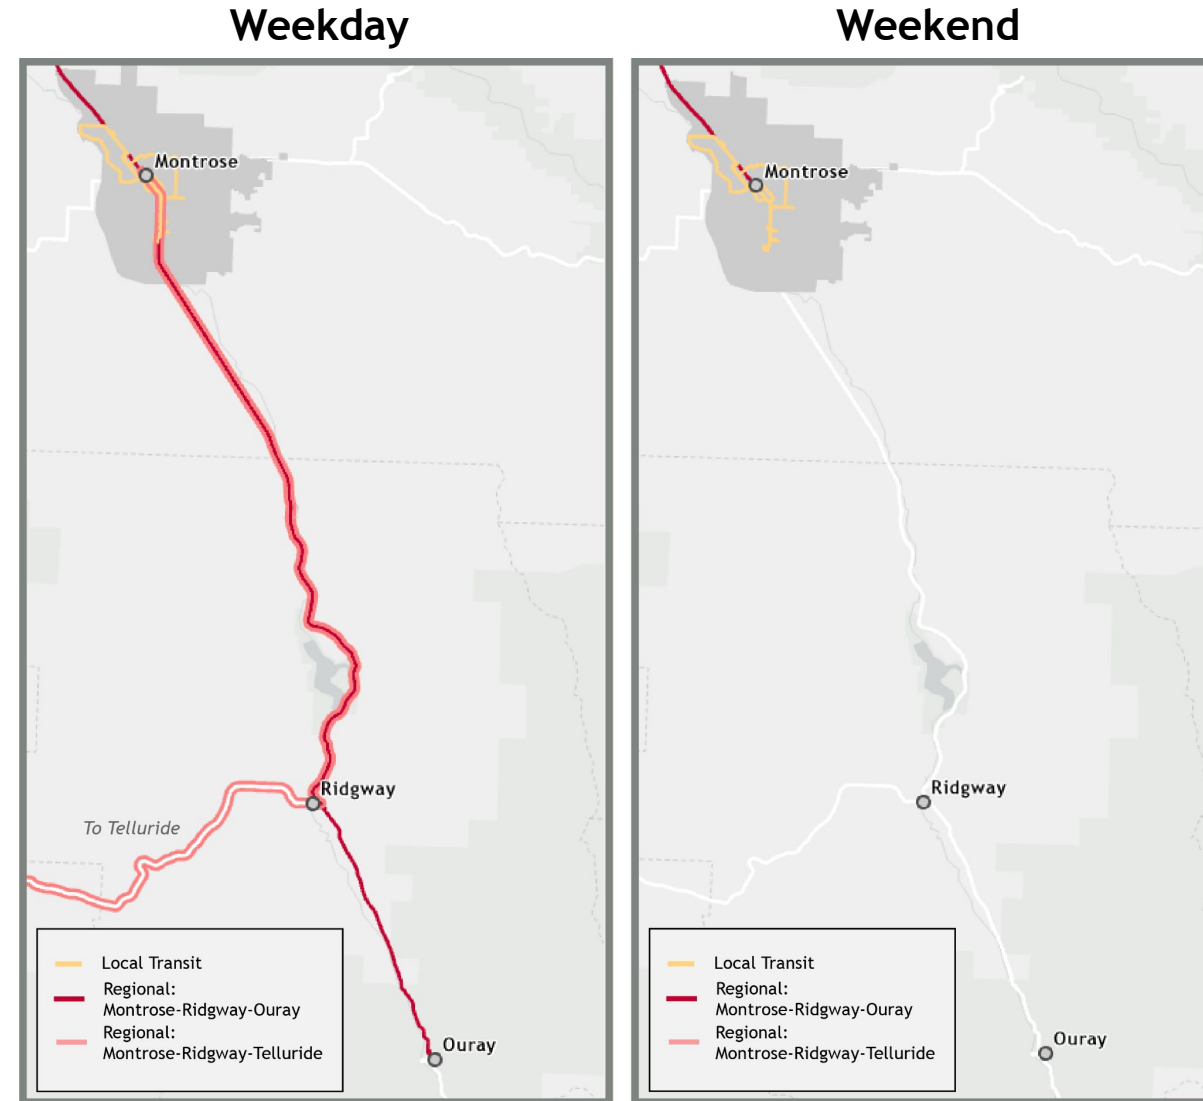 Weekday
Montrose
Ridgway
To Telluride
Local Transit
Regional:
Montrose-Ridgway-Ouray
Regional:
Montrose-Ridgway-Telluride
Ouray
Weekend
Montrose
Ridgway
Local Transit
Regional:
Montrose-Ridgway-Ouray
Regional:
Montrose-Ridgway-Telluride
Ouray